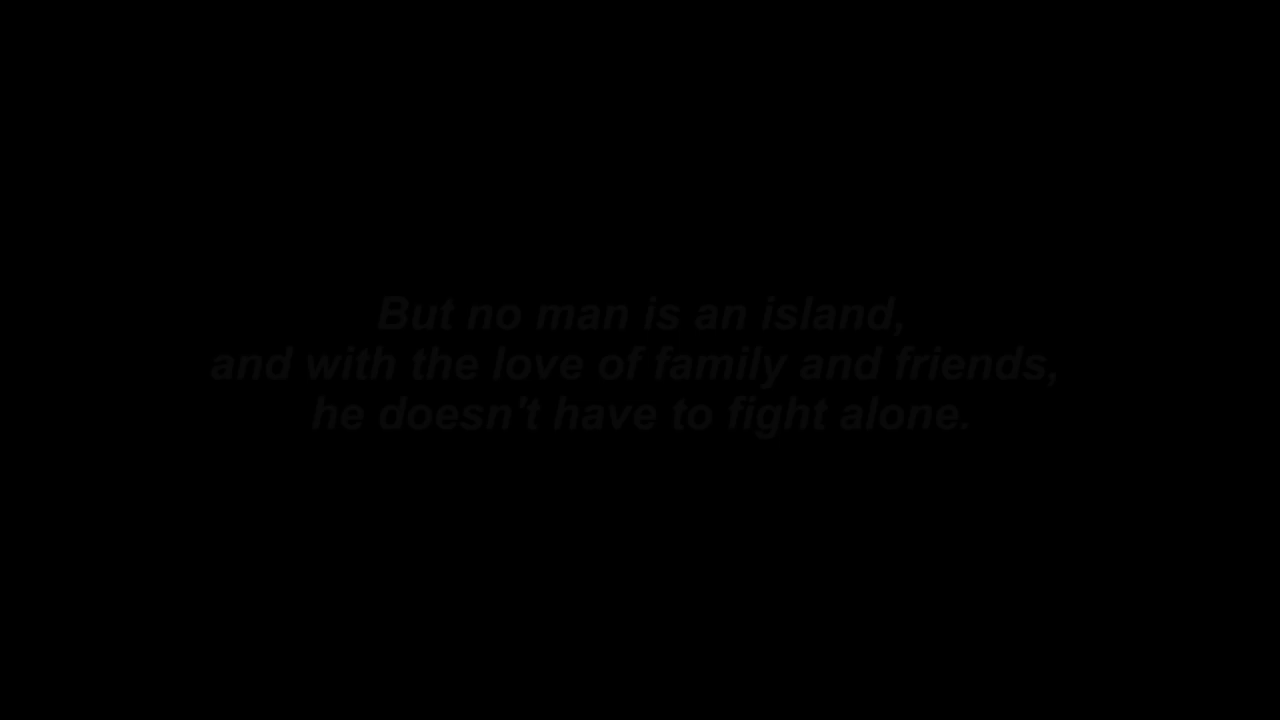 But no man is an island,
and with the love of family and friends,
he doesn't have to fight alone.